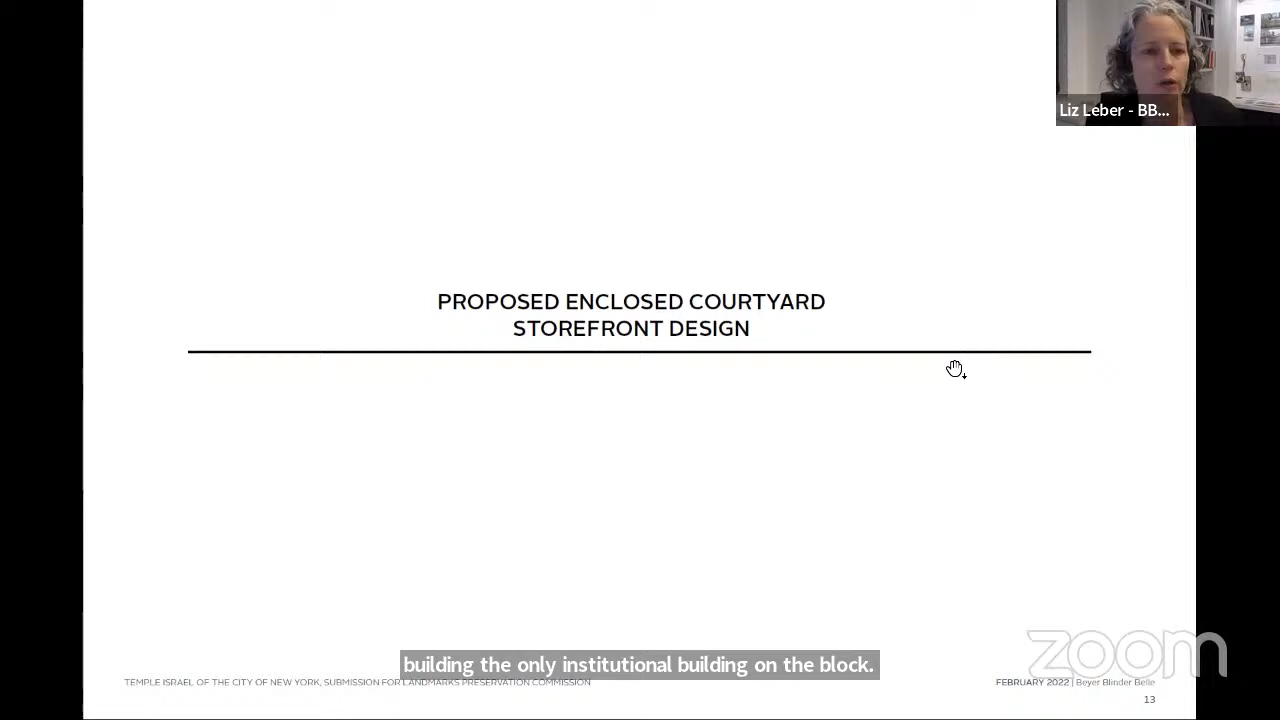 Liz Leber - BB...
PROPOSED ENCLOSED COURTYARD
STOREFRONT DESIGN
building the only institutional building on the block.
TEMPLE ISRAEL OF THE CITY OF NEW YORK, SUBMISSION FOR LANDMARKS PRESERVATION COMMISSION
FEBRUARY 2022 | Beyer Blinder Belle
13
zoom